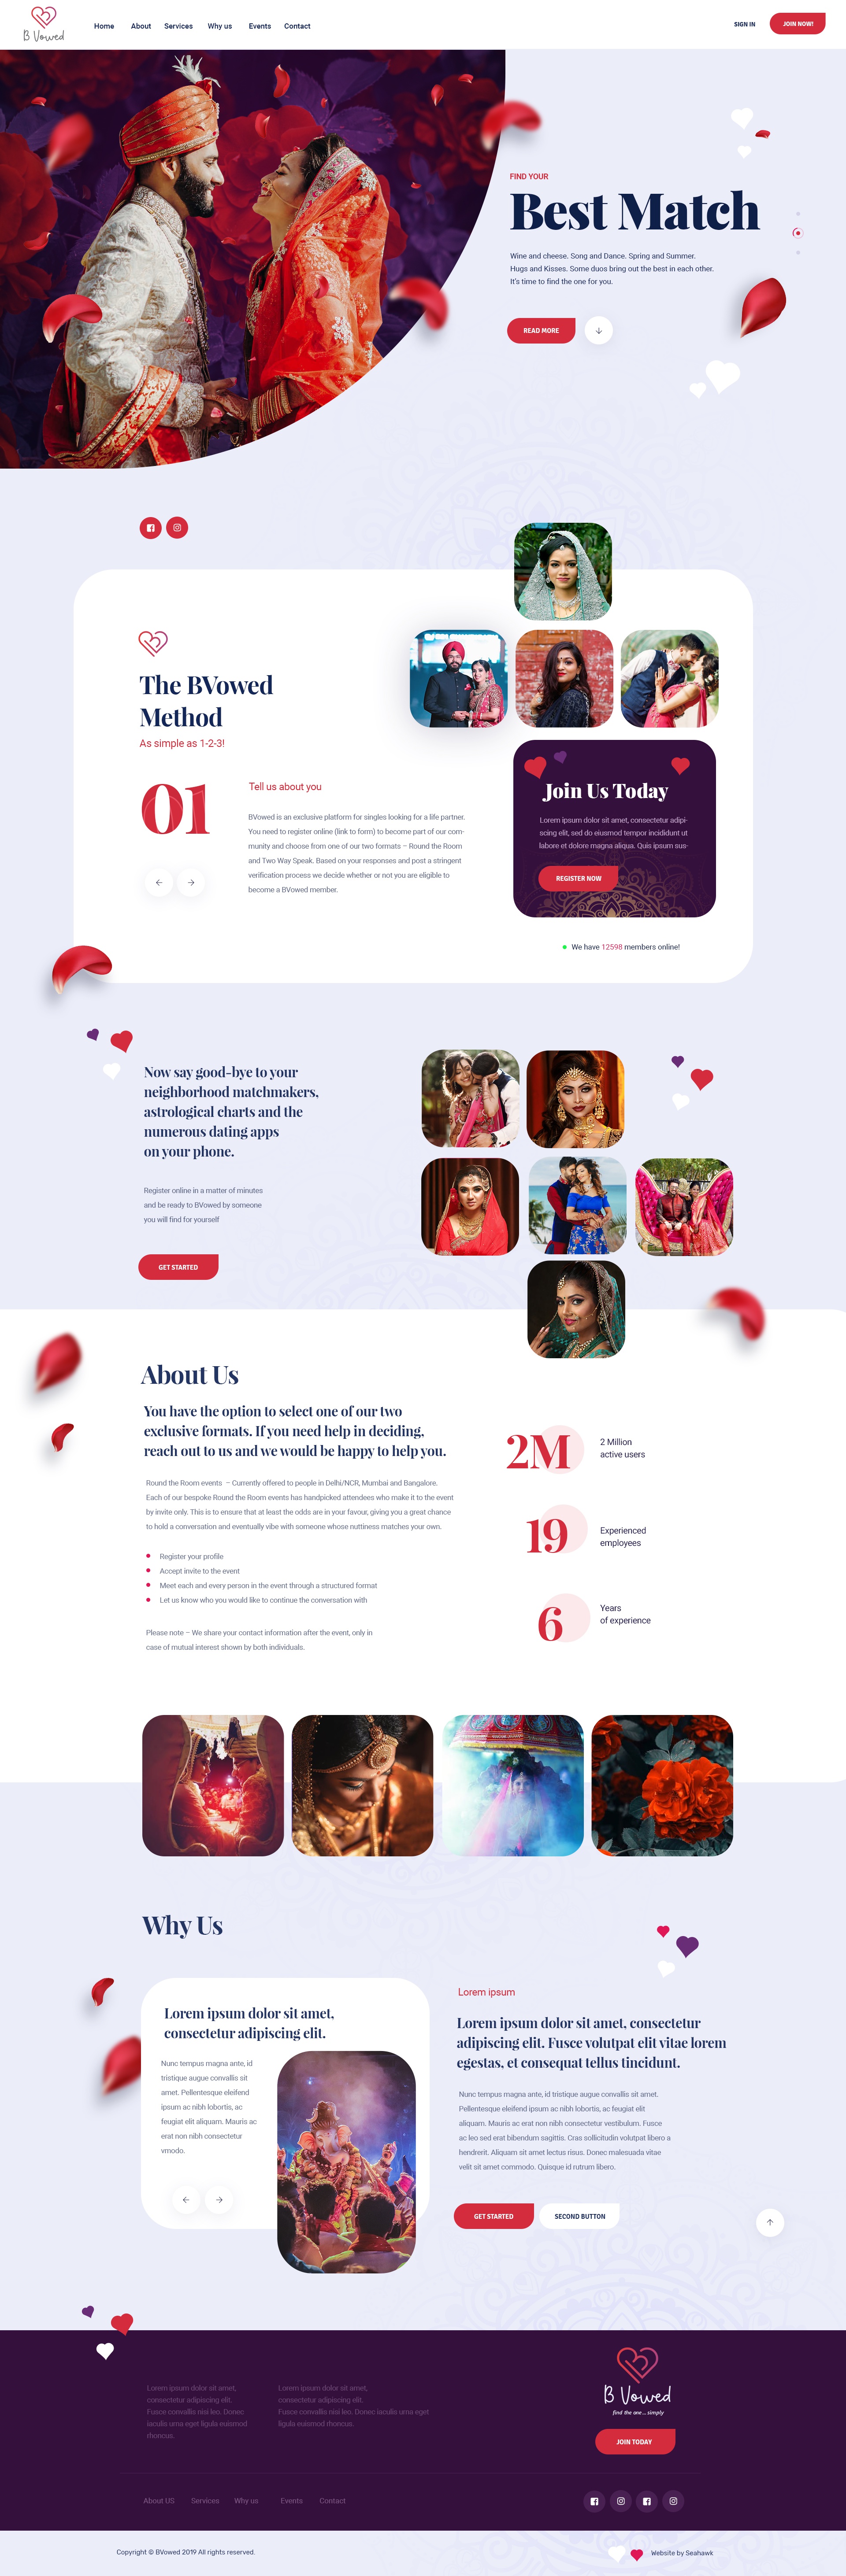 B Vowed
Home About Services Why us Events Contact
SIGN IN
JOIN NOW!
FIND YOUR
Best Match
Wine and cheese. Song and Dance. Spring and Summer.
Hugs and Kisses. Some duos bring out the best in each other.
It's time to find the one for you.
READ MORE
The BVowed
Method
As simple as 1-2-3!
01
Tell us about you
BVowed is an exclusive platform for singles looking for a life partner.
You need to register online (link to form) to become part of our com-
munity and choose from one of our two formats – Round the Room
and Two Way Speak. Based on your responses and post a stringent
verification process we decide whether or not you are eligible to
become a BVowed member.
Join Us Today
Lorem ipsum dolor sit amet, consectetur adipi-
scing elit, sed do eiusmod tempor incididunt ut
labore et dolore magna aliqua. Quis ipsum sus-
REGISTER NOW
We have 12598 members online!
Now say good-bye to your
neighborhood matchmakers,
astrological charts and the
numerous dating apps
on your phone.
Register online in a matter of minutes
and be ready to BVowed by someone
you will find for yourself
GET STARTED
About Us
You have the option to select one of our two
exclusive formats. If you need help in deciding,
reach out to us and we would be happy to help you.
Round the Room events – Currently offered to people in Delhi/NCR, Mumbai and Bangalore.
Each of our bespoke Round the Room events has handpicked attendees who make it to the event
by invite only. This is to ensure that at least the odds are in your favour, giving you a great chance
to hold a conversation and eventually vibe with someone whose nuttiness matches your own.
Register your profile
Accept invite to the event
Meet each and every person in the event through a structured format
Let us know who you would like to continue the conversation with
Please note – We share your contact information after the event, only in
case of mutual interest shown by both individuals.
2M
2 Million
active users
19
Experienced
employees
6
Years
of experience
Why Us
Lorem ipsum dolor sit amet,
consectetur adipiscing elit.
Nunc tempus magna ante, id
tristique augue convallis sit
amet. Pellentesque eleifend
ipsum ac nibh lobortis, ac
feugiat elit aliquam. Mauris ac
erat non nibh consectetur
vmodo.
Lorem ipsum
Lorem ipsum dolor sit amet, consectetur
adipiscing elit. Fusce volutpat elit vitae lorem
egestas, et consequat tellus tincidunt.
Nunc tempus magna ante, id tristique augue convallis sit amet.
Pellentesque eleifend ipsum ac nibh lobortis, ac feugiat elit
aliquam. Mauris ac erat non nibh consectetur vestibulum. Fusce
ac leo sed erat bibendum sagittis. Cras sollicitudin volutpat libero a
hendrerit. Aliquam sit amet lectus risus. Donec malesuada vitae
velit sit amet commodo. Quisque id rutrum libero.
GET STARTED
SECOND BUTTON
Lorem ipsum dolor sit amet,
consectetur adipiscing elit.
Fusce convallis nisi leo. Donec
iaculis urna eget ligula euismod
rhoncus.
Lorem ipsum dolor sit amet,
consectetur adipiscing elit.
Fusce convallis nisi leo. Donec iaculis urna eget
ligula euismod rhoncus.
B Vowed
find the one... simply
JOIN TODAY
About US Services Why us Events Contact
Copyright © BVowed 2019 All rights reserved.
Website by Seahawk